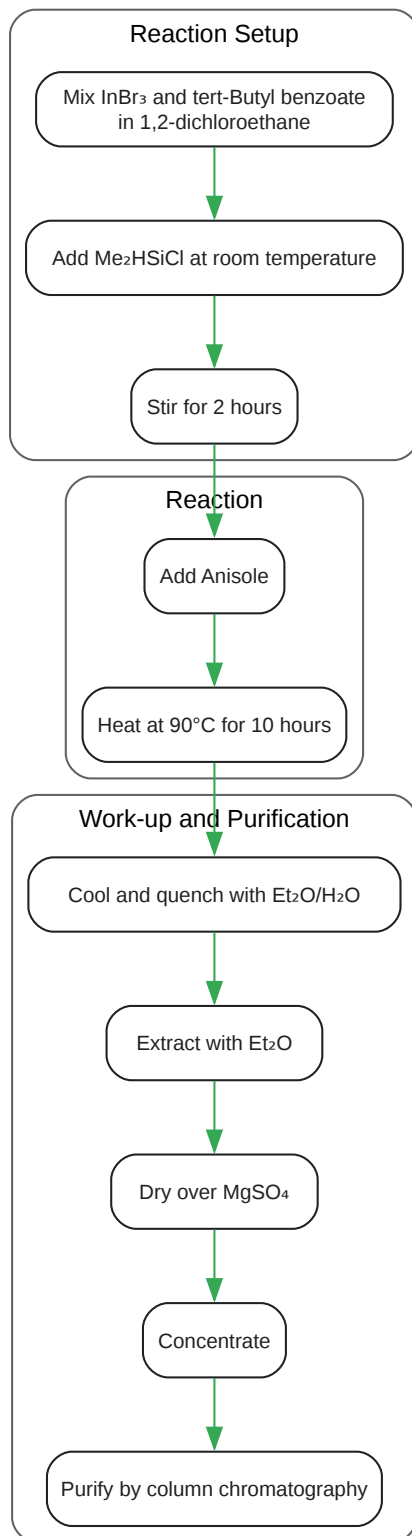 Reaction Setup
Mix InBr₃ and tert-Butyl benzoate
in 1,2-dichloroethane
Add Me₂HSiCl at room temperature
Stir for 2 hours
Reaction
Add Anisole
Heat at 90°C for 10 hours
Work-up and Purification
Cool and quench with Et₂O/H₂O
Extract with Et₂O
Dry over MgSO₄
Concentrate
Purify by column chromatography